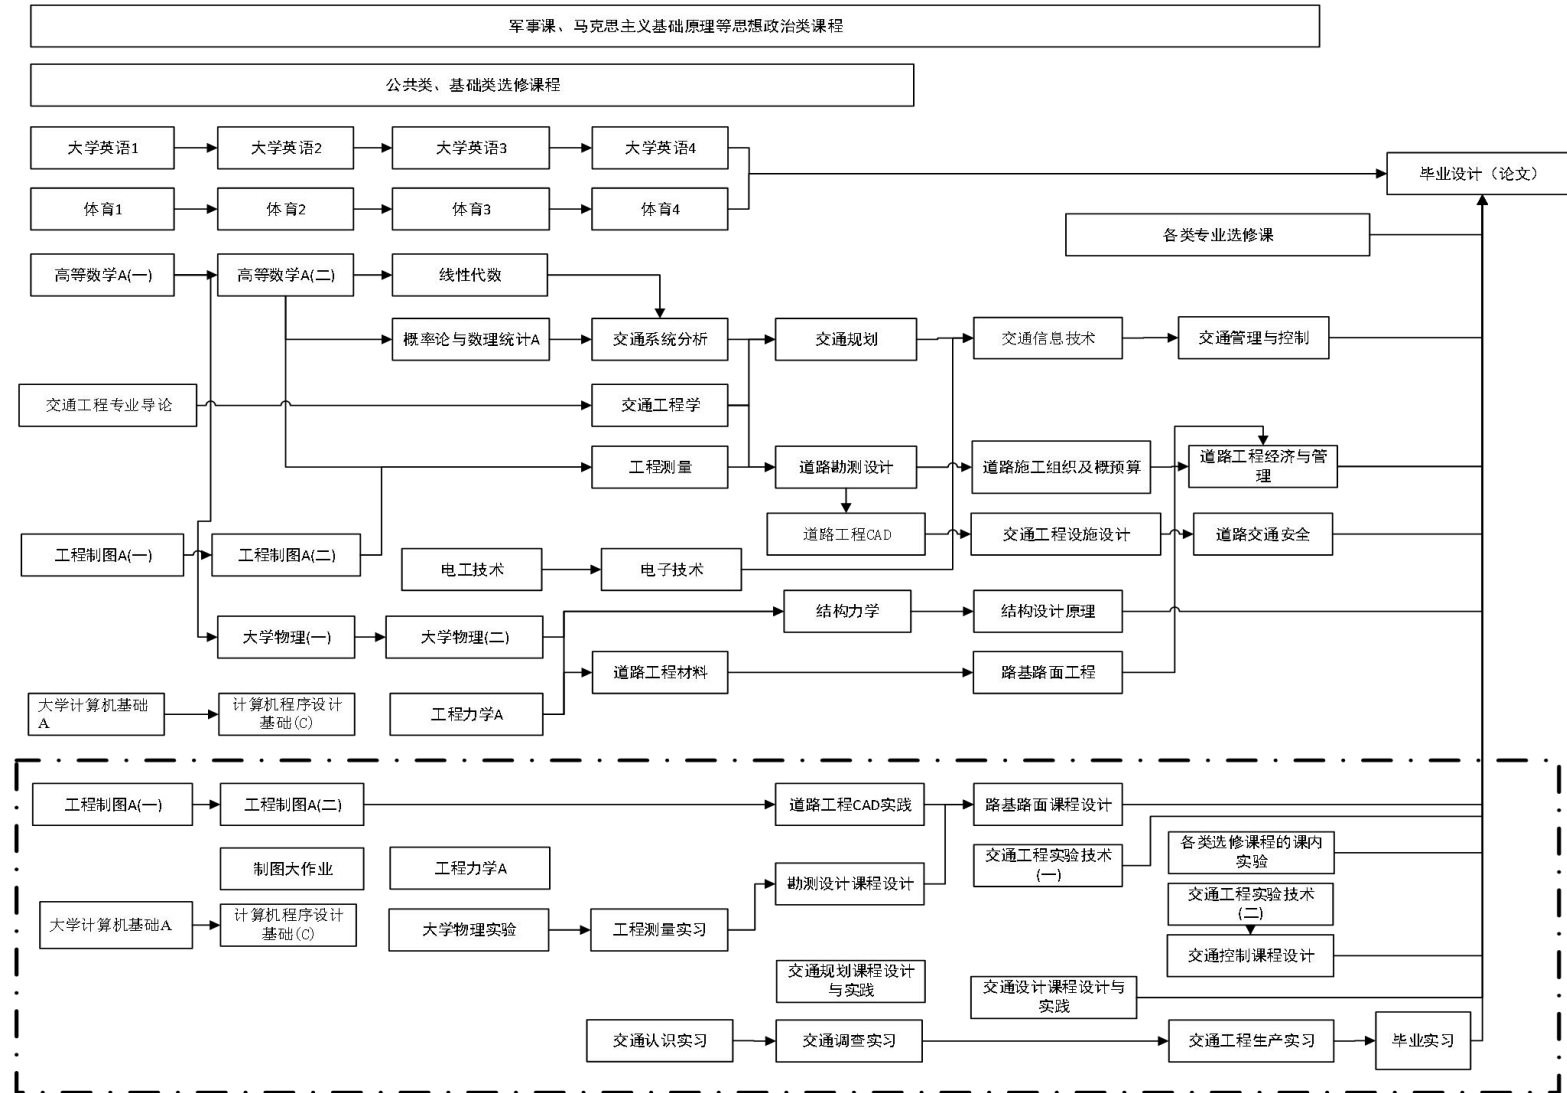 军事课、马克思主义基础原理等思想政治类课程
公共类、基础类选修课程
大学英语1
大学英语2
大学英语3
大学英语4
毕业设计（论文）
体育1
体育2
体育3
体育4
各类专业选修课
高等数学A(一)
高等数学A(二)
线性代数
概率论与数理统计A
交通系统分析
交通规划
交通信息技术
交通管理与控制
交通工程专业导论
交通工程学
工程测量
道路勘测设计
道路施工组织及概预算
道路工程经济与管
理
道路工程CAD
交通工程设施设计
道路交通安全
工程制图A(一)
工程制图A(二)
电工技术
电子技术
结构力学
结构设计原理
大学物理(一)
大学物理(二)
道路工程材料
路基路面工程
大学计算机基础
A
计算机程序设计
基础(C)
工程力学A
工程制图A(一)
工程制图A(二)
道路工程CAD实践
路基路面课程设计
制图大作业
工程力学A
勘测设计课程设计
交通工程实验技术
(一)
各类选修课程的课内
实验
大学计算机基础A
计算机程序设计
基础(C)
大学物理实验
工程测量实习
交通工程实验技术
(二)
交通控制课程设计
交通规划课程设计
与实践
交通设计课程设计与
实践
交通认识实习
交通调查实习
交通工程生产实习
毕业实习